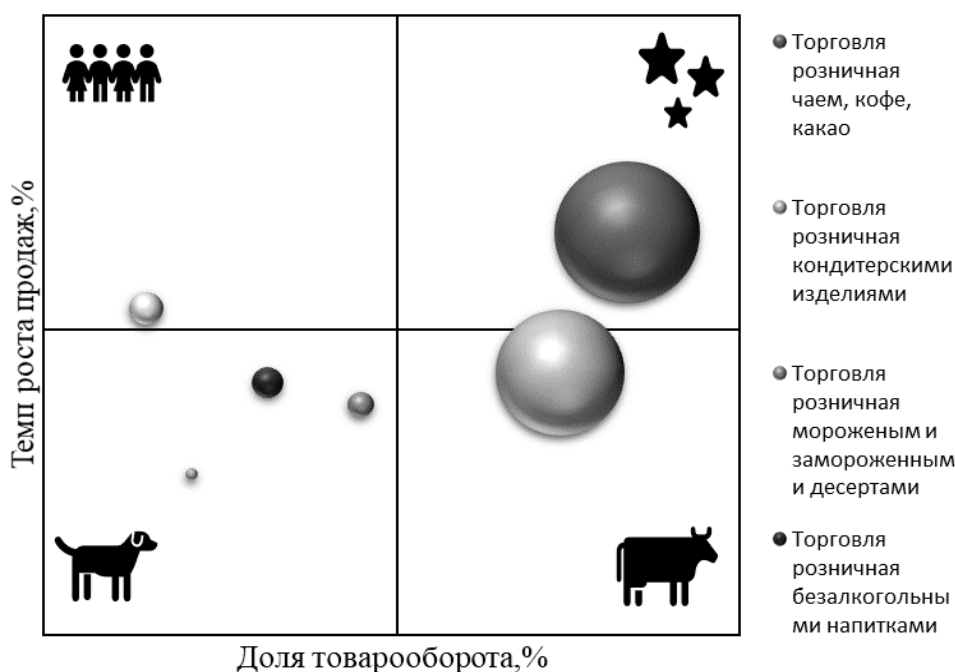 Темп роста продаж,%
Доля товарооборота,%
Торговля
розничная
чаем, кофе,
какао
Торговля
розничная
кондитерскими
изделиями
Торговля
розничная
мороженым и
замороженным
и десертами
Торговля
розничная
безалкогольны
ми напитками